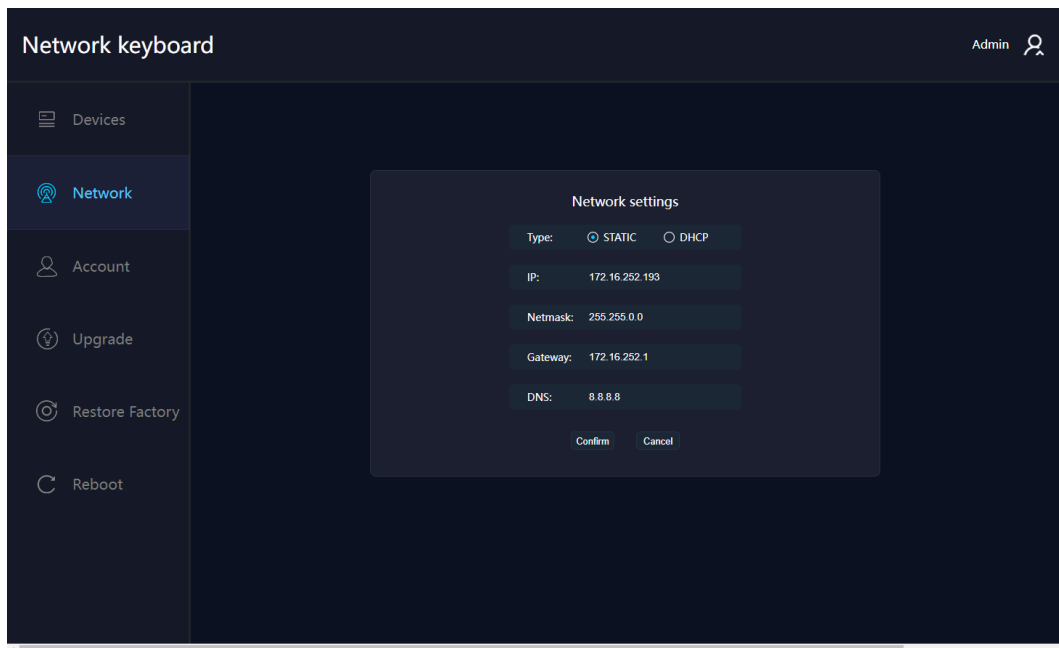 Network keyboard
Admin
Devices
Network
Account
Upgrade
Restore Factory
Reboot
Network settings
Type: STATIC DHCP
IP: 172.16.252.193
Netmask: 255.255.0.0
Gateway: 172.16.252.1
DNS: 8.8.8.8
Confirm Cancel